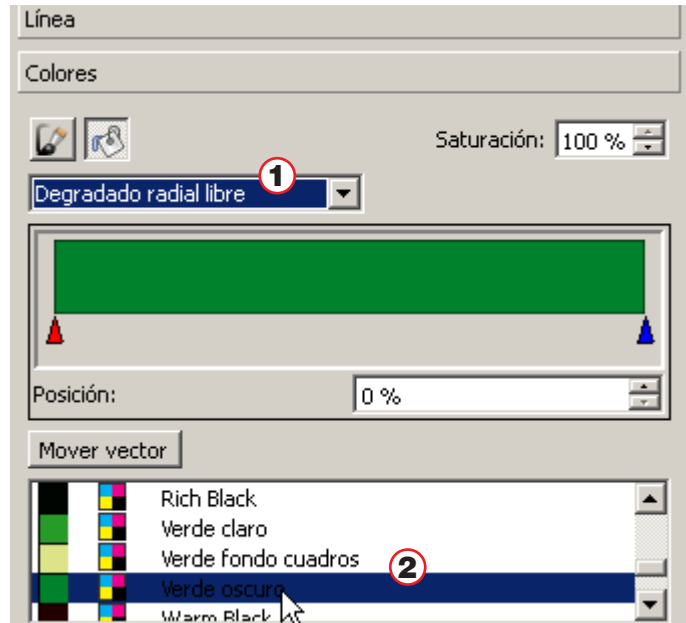 Línea
Colores
Saturación: 100 %
1
Degradado radial libre
Posición: 0 %
Mover vector
Rich Black
Verde claro
Verde fondo cuadros
2
Verde oscuro
Warm Black